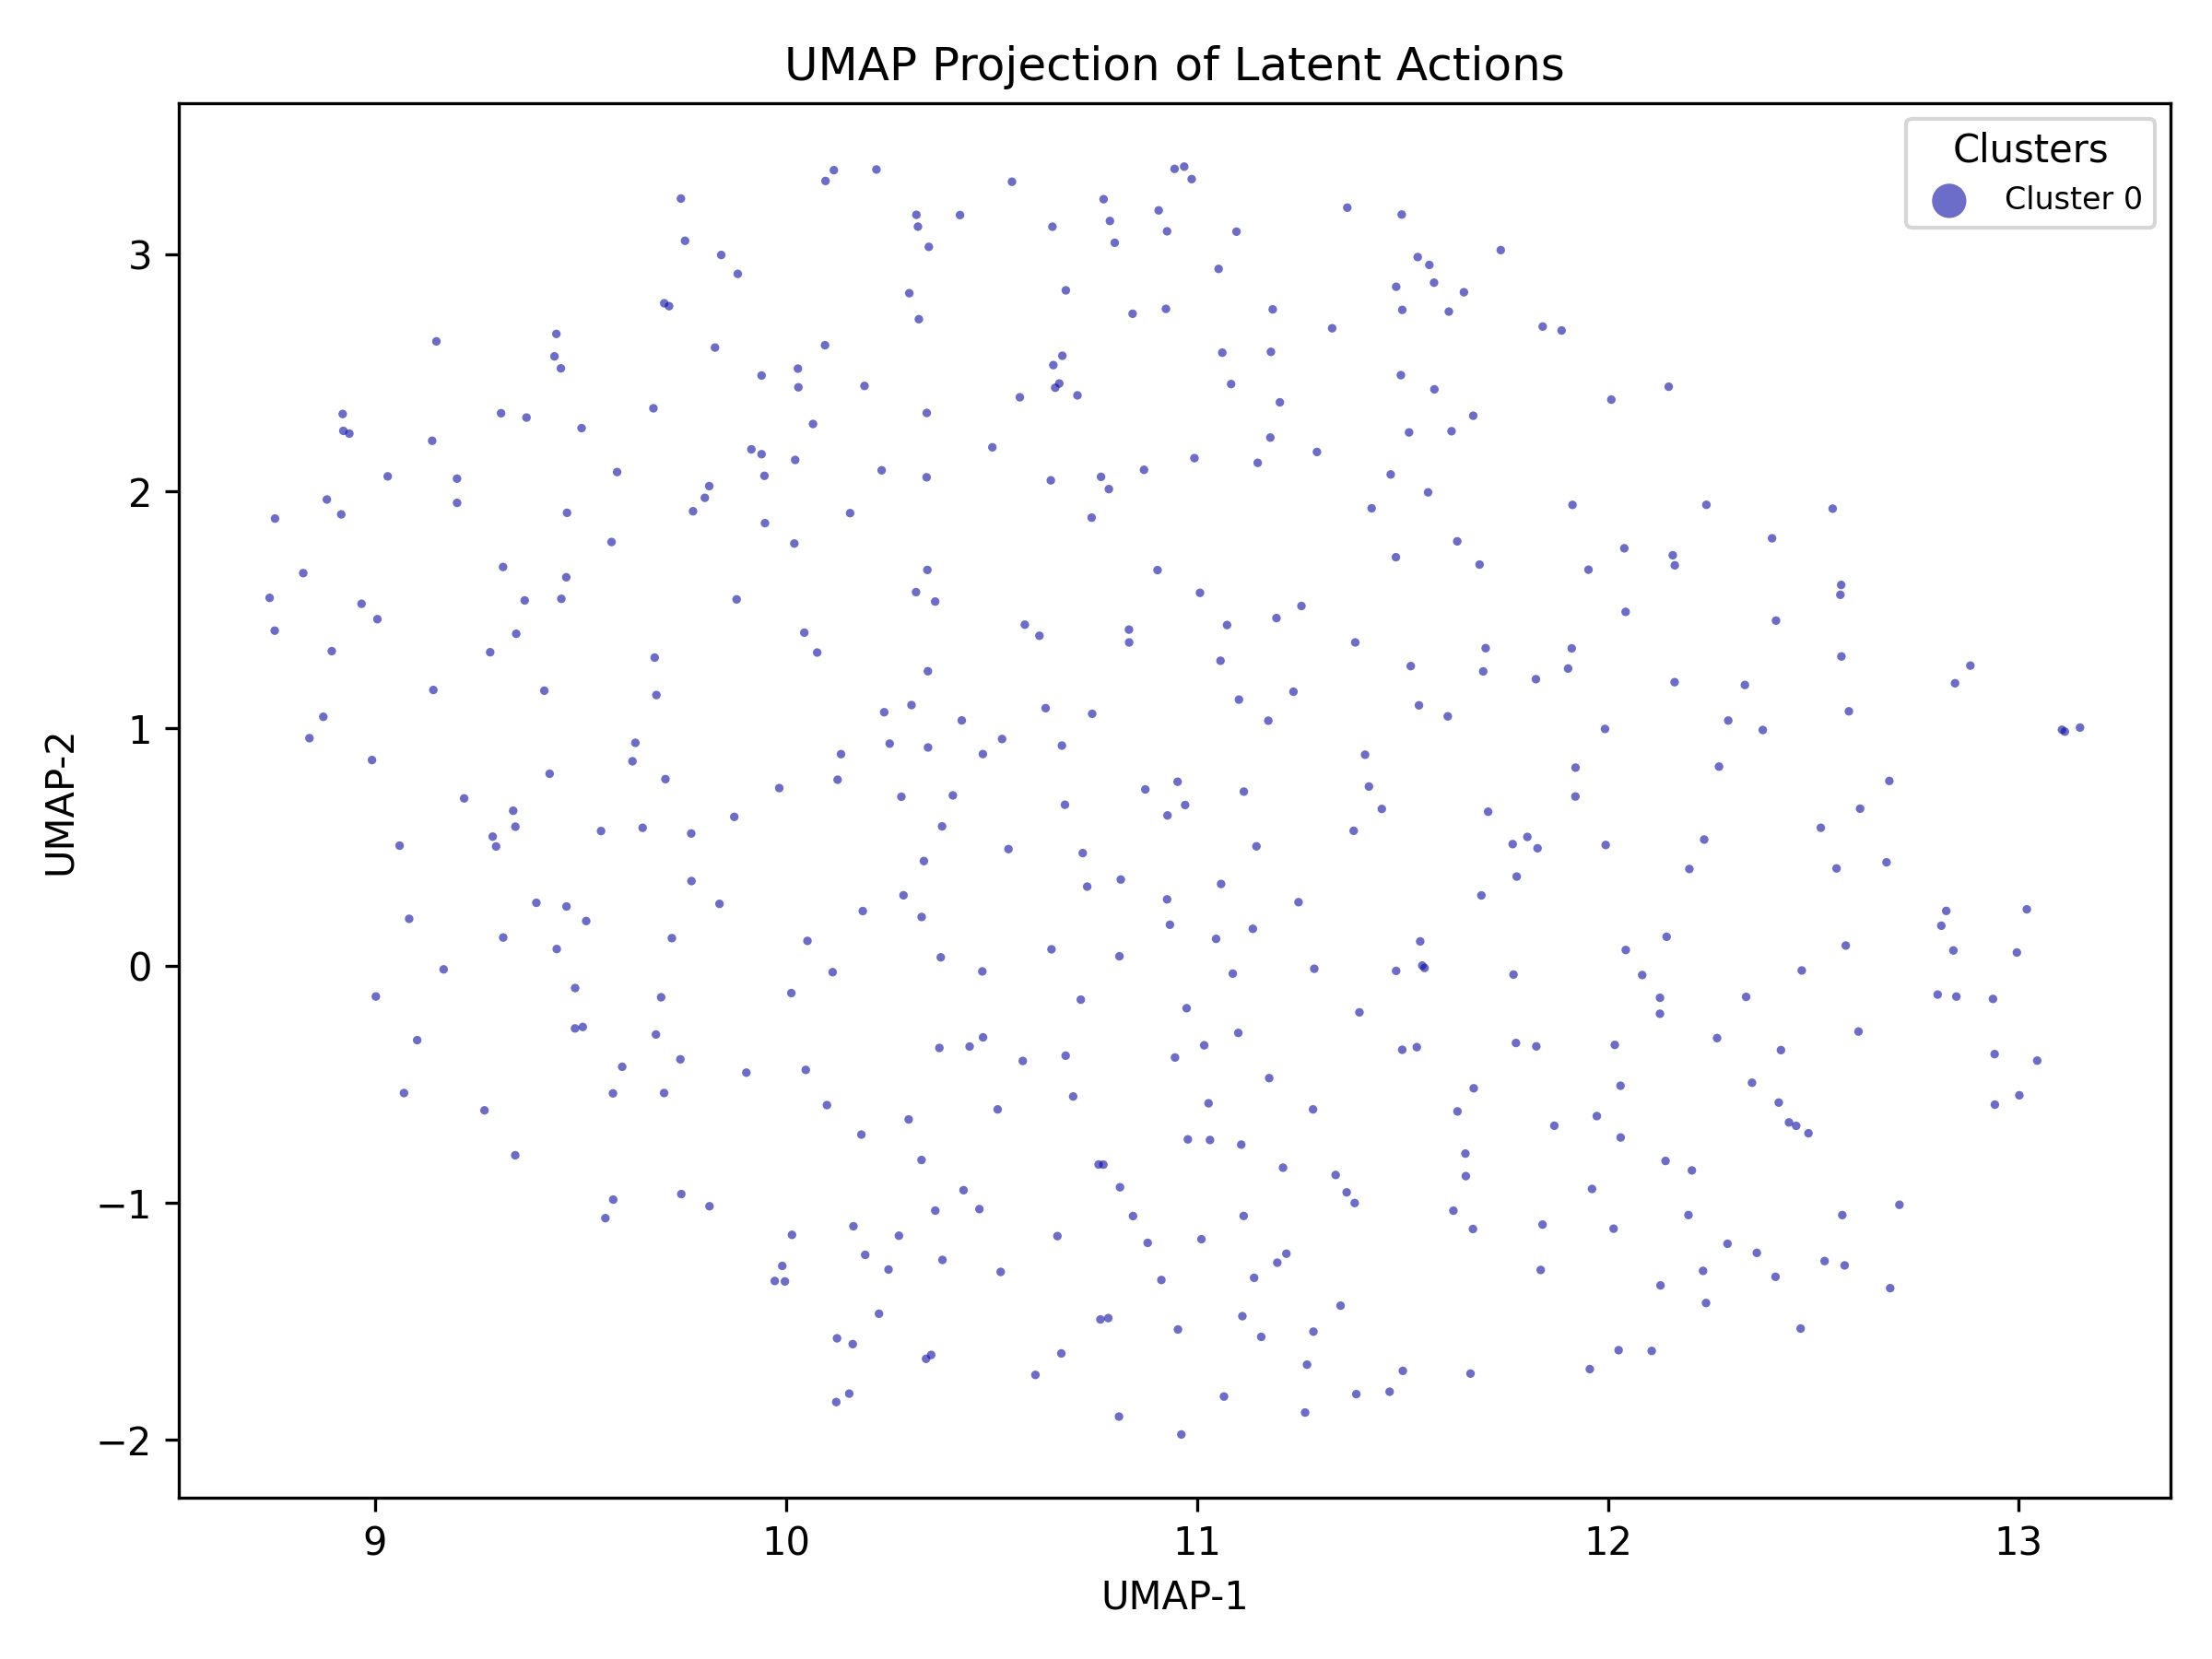 UMAP Projection of Latent Actions
Clusters
Cluster 0
3
2
1
0
−1
−2
UMAP-2
9
10
11
12
13
UMAP-1